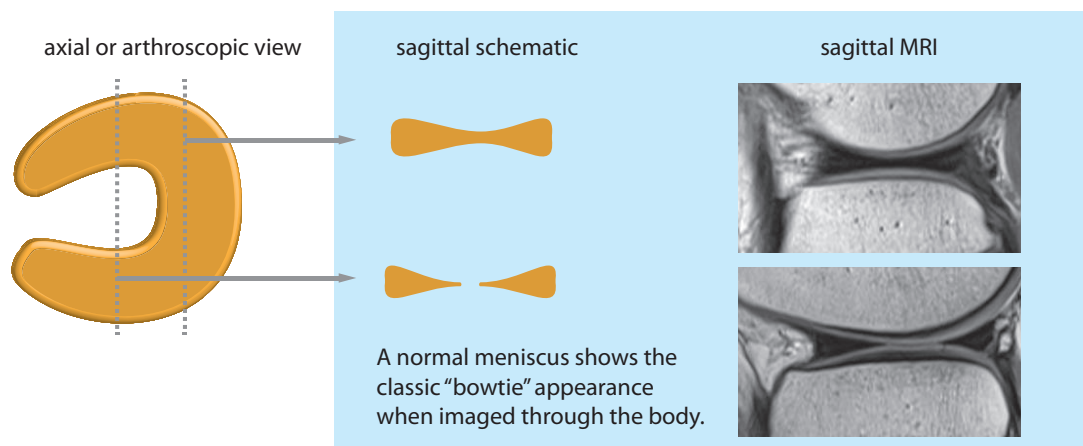 axial or arthroscopic view
sagittal schematic
sagittal MRI
A normal meniscus shows the
classic “bowtie” appearance
when imaged through the body.